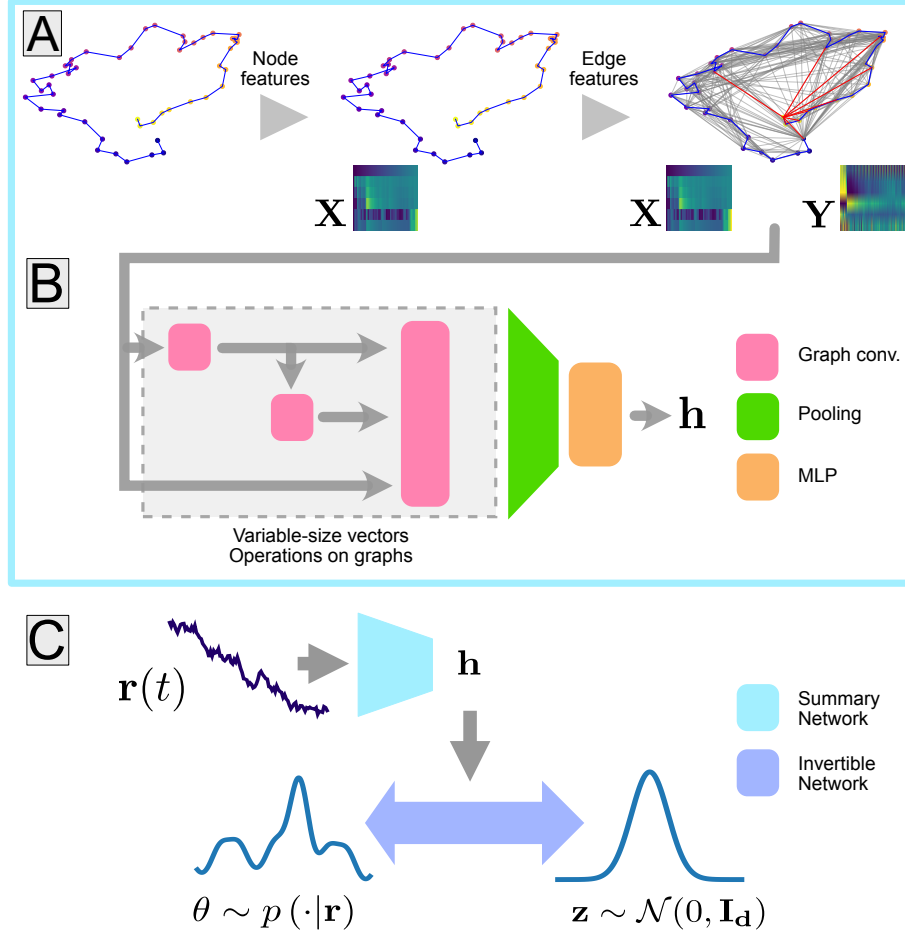 A
Node
features
Edge
features
X
X
Y
B
Graph conv.
h
Pooling
MLP
Variable-size vectors
Operations on graphs
C
r(t)
h
Summary
Network
Invertible
Network
θ ∼ p (·|r)
z ∼ 𝒩(0, I_d)